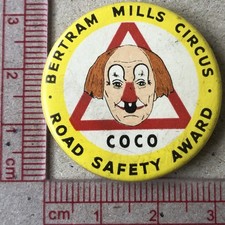 BERTRAM MILLS CIRCUS
COCO
ROAD SAFETY AWARD
3
2
1
cm
cm 1 2 3